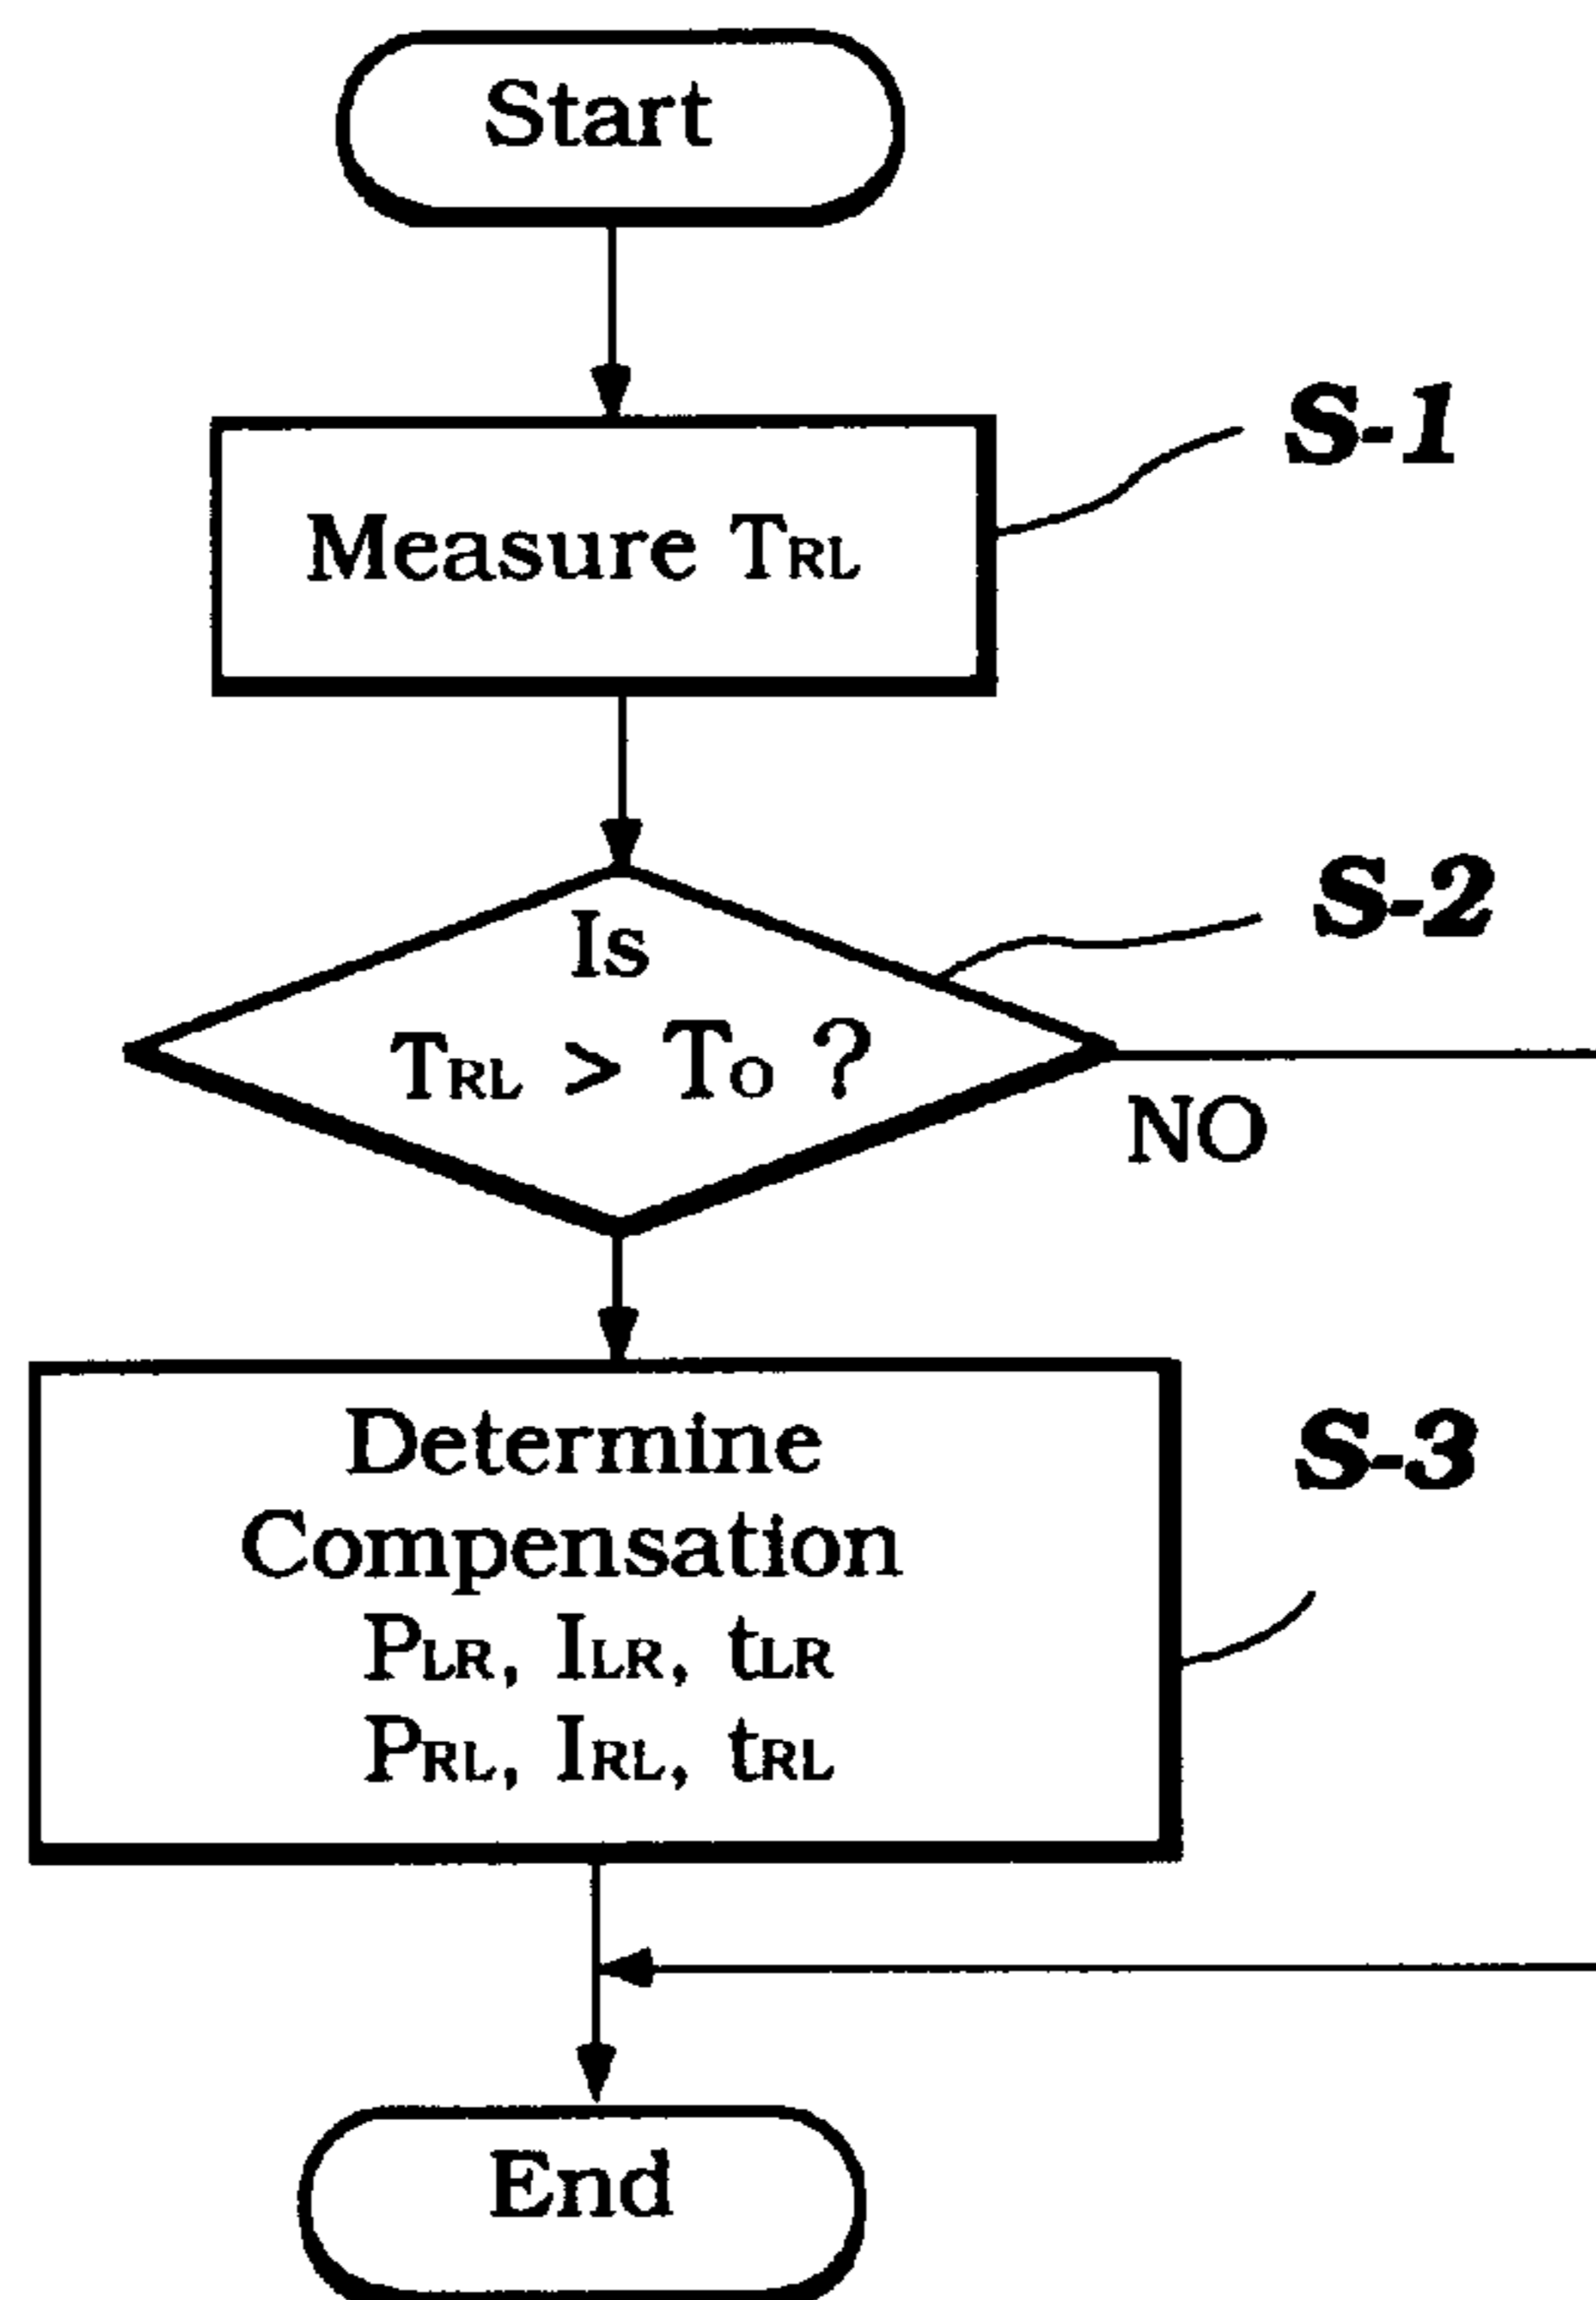 Start
S-1
Measure TRL
S-2
Is
TRL > To ?
NO
Determine
S-3
Compensation
PLR, ILR, tLR
PRL, IRL, tRL
End